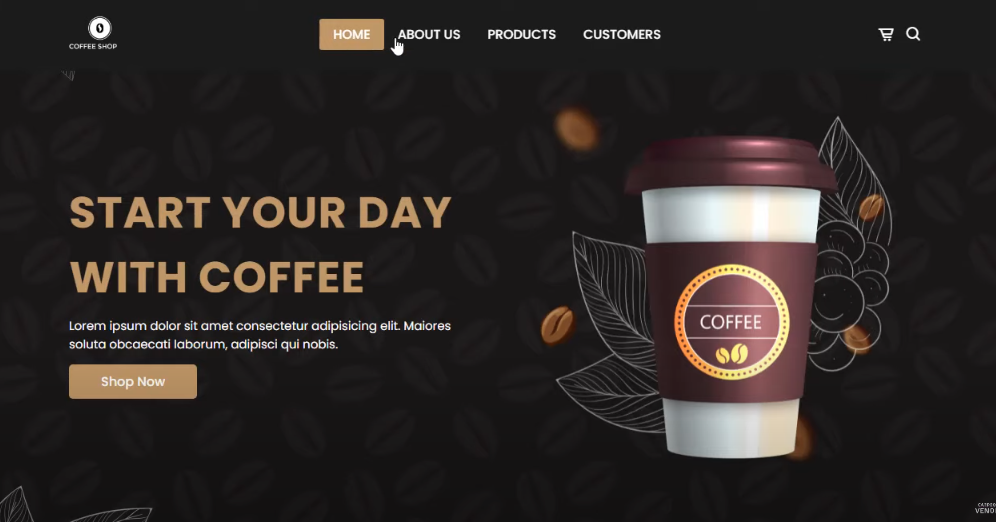 COFFEE SHOP
HOME
ABOUT US
PRODUCTS
CUSTOMERS
START YOUR DAY
WITH COFFEE
Lorem ipsum dolor sit amet consectetur adipisicing elit. Maiores
soluta obcaecati laborum, adipisci qui nobis.
Shop Now
COFFEE